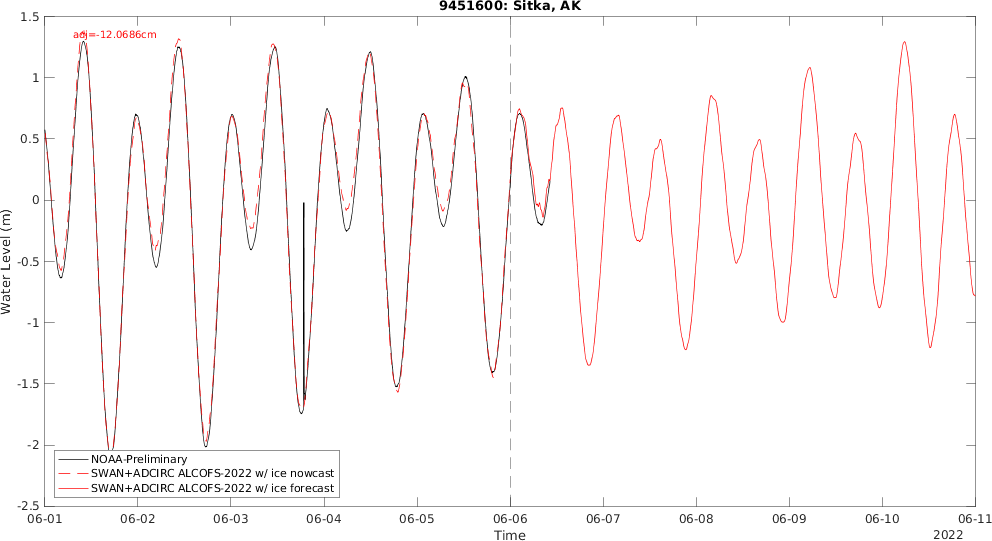 9451600: Sitka, AK
adj=-12.0686cm
1.5
1
0.5
0
-0.5
-1
-1.5
-2
-2.5
Water Level (m)
NOAA-Preliminary
SWAN+ADCIRC ALCOFS-2022 w/ ice nowcast
SWAN+ADCIRC ALCOFS-2022 w/ ice forecast
06-01 06-02 06-03 06-04 06-05 06-06 06-07 06-08 06-09 06-10 06-11
Time
2022